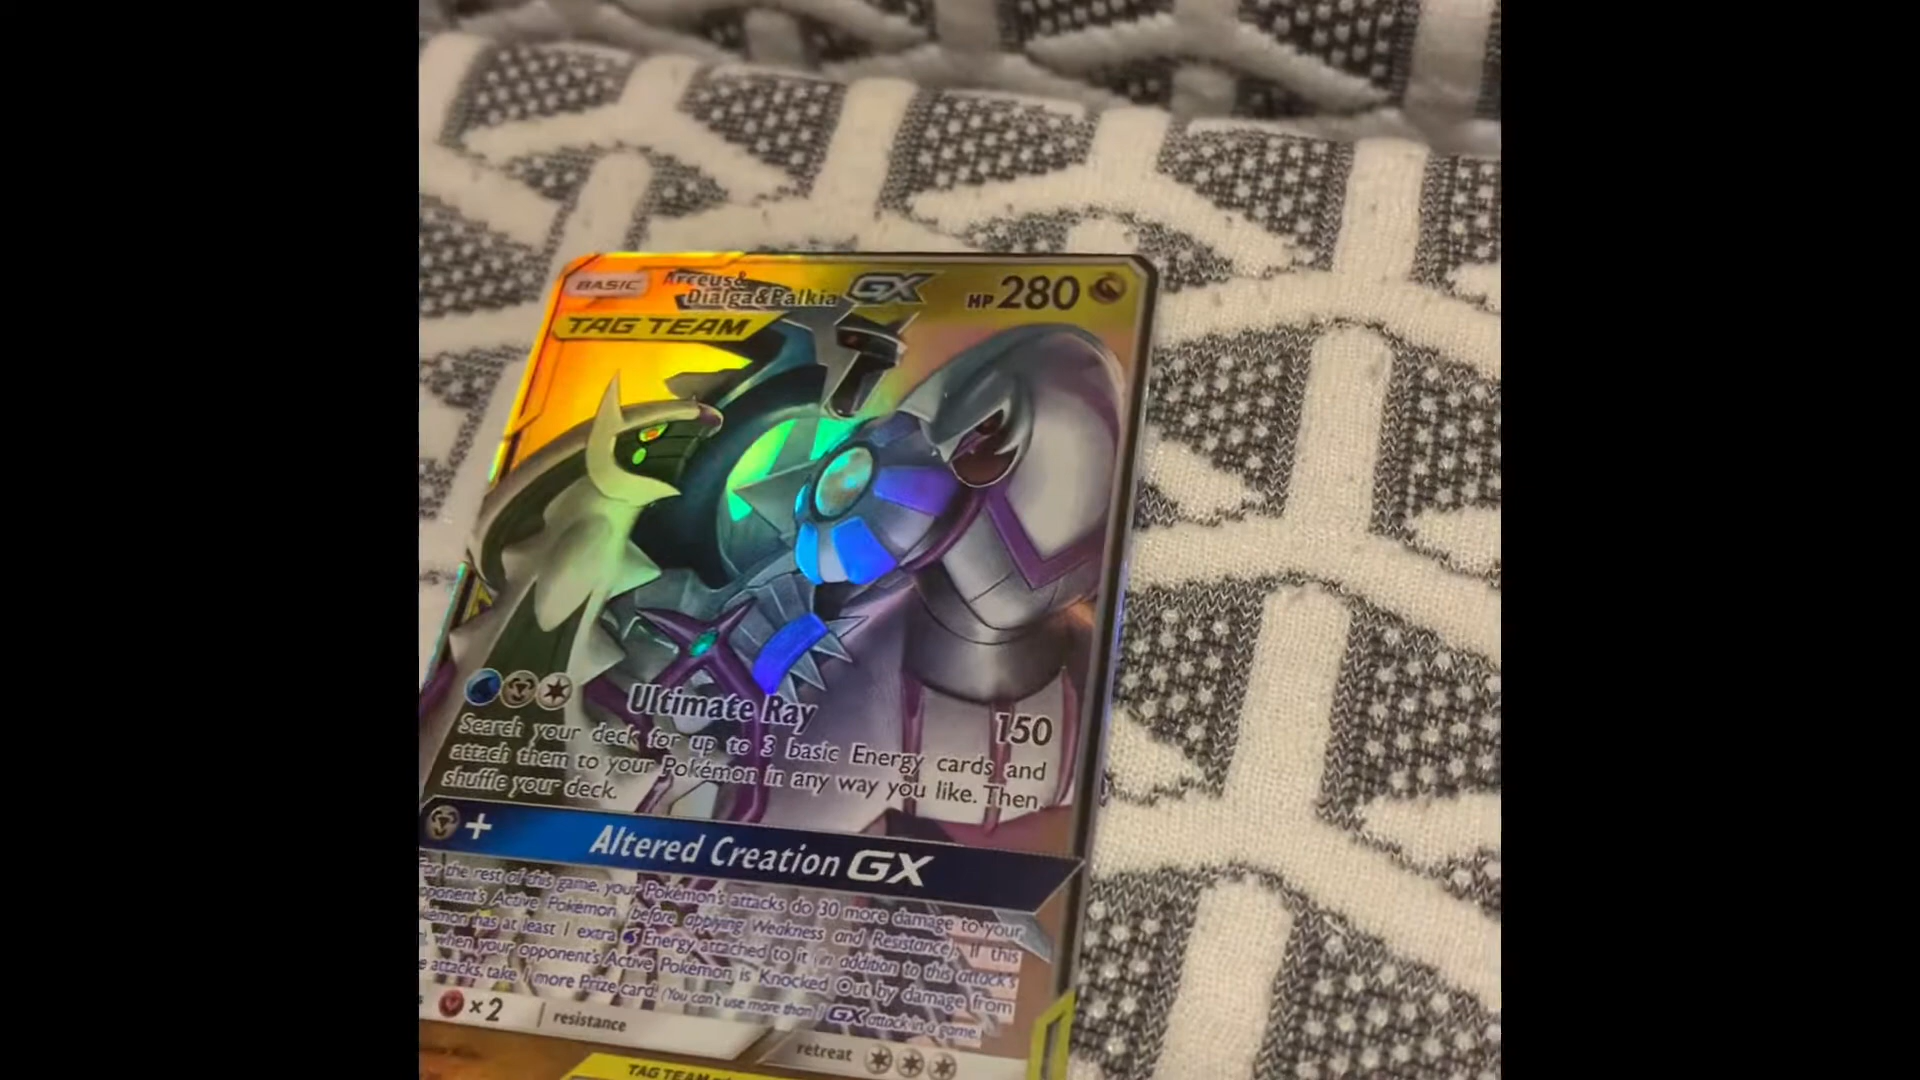 BASIC Arceus&
Dialga&Palkia GX HP 280
TAG TEAM
Ultimate Ray 150
Search your deck for up to 3 basic Energy cards and
attach them to your Pokémon in any way you like. Then,
shuffle your deck.
+ Altered Creation GX
For the rest of this game, your Pokémon's attacks do 30 more damage to your
opponent's Active Pokémon (before applying Weakness and Resistance). If this
Pokémon has at least 1 extra Energy attached to it (in addition to this attack's
when your opponent's Active Pokémon is Knocked Out by damage from
attacks, take 1 more Prize card. (You can't use more than 1 GX attack in a game.)
×2 resistance
retreat
TAG TEAM